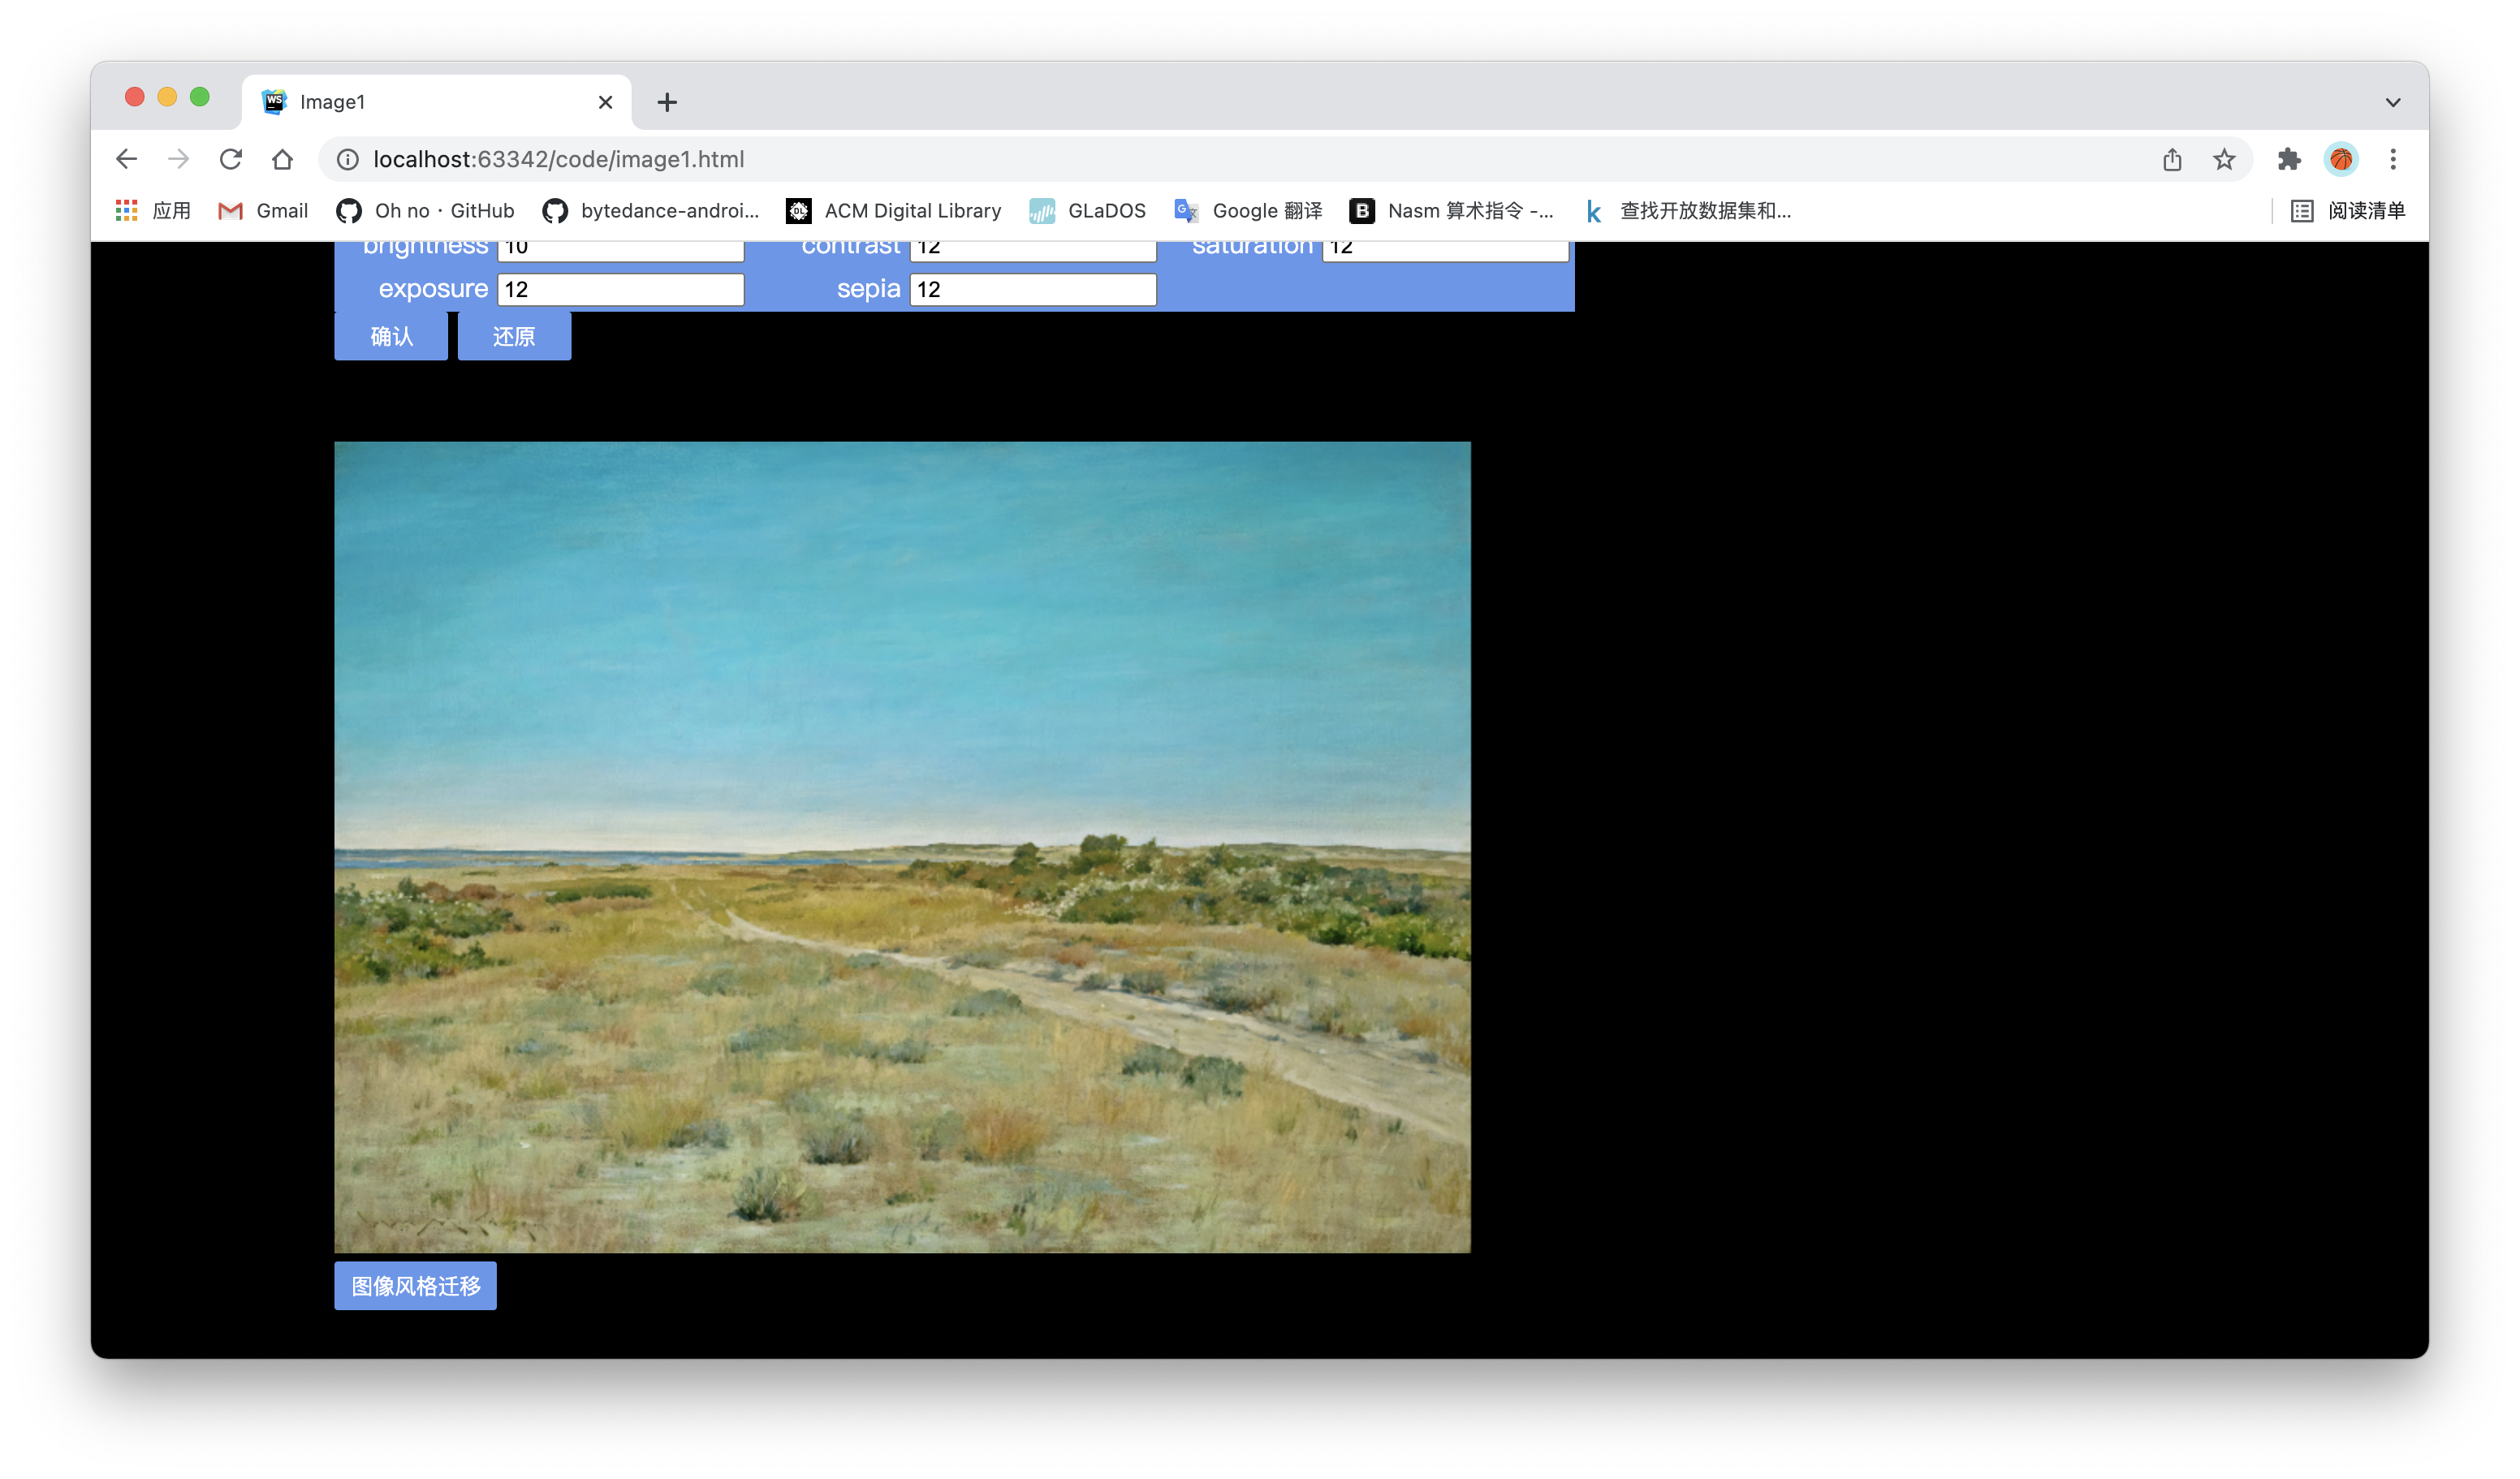 Image1
localhost:63342/code/image1.html
应用 Gmail Oh no · GitHub bytedance-androi... ACM Digital Library GLaDOS Google 翻译 Nasm 算术指令 -... 查找开放数据集和... 阅读清单
brightness 10 contrast 12 saturation 12
exposure 12 sepia 12
确认 还原
图像风格迁移